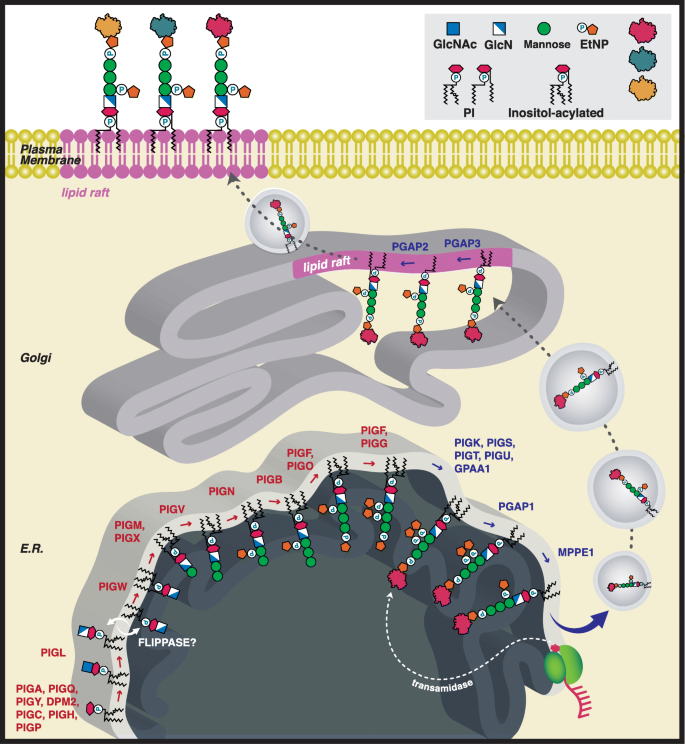 GlcNAc GlcN Mannose EtNP
P P P
PI Inositol-acylated
P P P
P P P
P P P
Plasma
Membrane
lipid raft
PGAP2 PGAP3
lipid raft
Golgi
PIGF,
PIGG
PIGF,
PIGO
PIGK, PIGS,
PIGT, PIGU,
GPAA1
PIGB
PIGN
PIGV
PGAP1
PIGM,
PIGX
E.R.
MPPE1
PIGW
FLIPPASE?
PIGL
transamidase
PIGA, PIGQ,
PIGY, DPM2,
PIGC, PIGH,
PIGP